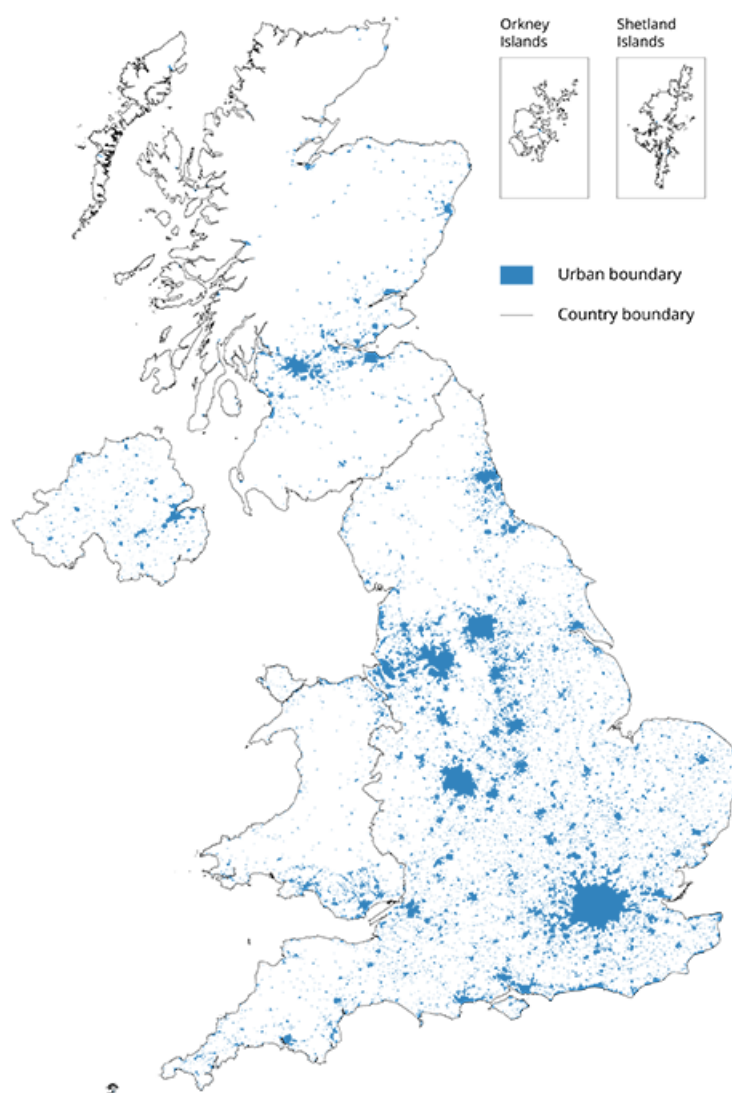 Orkney
Islands
Shetland
Islands
Urban boundary
Country boundary